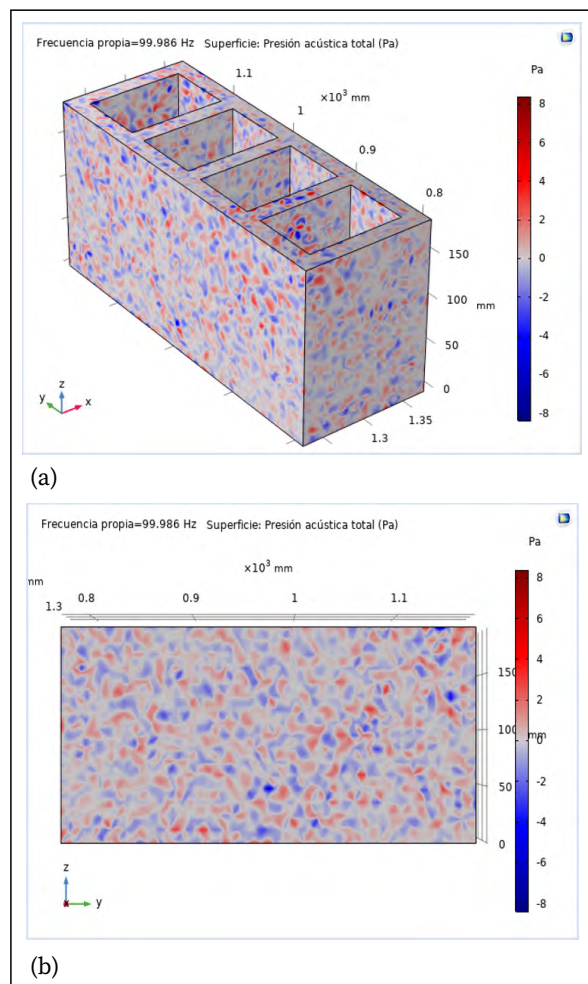 Frecuencia propia=99.986 Hz   Superficie: Presión acústica total (Pa)
Pa
1.1
×10³ mm
1
0.9
0.8
150
100
mm
50
0
1.35
1.3
8
6
4
2
0
-2
-4
-6
-8
z
y
x
(a)
Frecuencia propia=99.986 Hz   Superficie: Presión acústica total (Pa)
Pa
×10³ mm
mm
1.3
0.8
0.9
1
1.1
150
100
mm
50
0
8
6
4
2
0
-2
-4
-6
-8
z
x
y
(b)